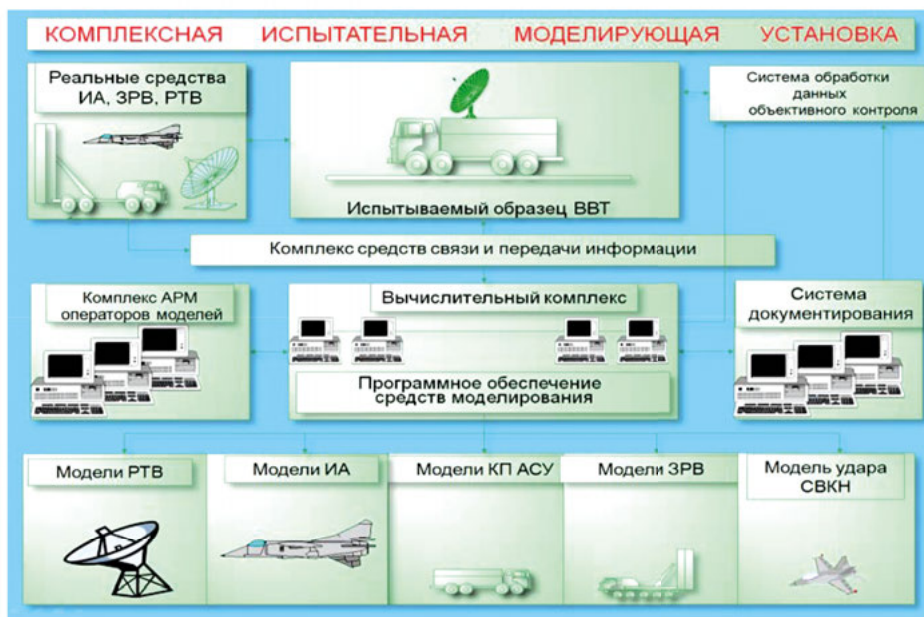 КОМПЛЕКСНАЯ ИСПЫТАТЕЛЬНАЯ МОДЕЛИРУЮЩАЯ УСТАНОВКА
Реальные средства
ИА, ЗРВ, РТВ
Испытываемый образец ВВТ
Система обработки
данных
объективного контроля
Комплекс средств связи и передачи информации
Комплекс АРМ
операторов моделей
Вычислительный комплекс
Программное обеспечение
средств моделирования
Система
документирования
Модели РТВ
Модели ИА
Модели КП АСУ
Модели ЗРВ
Модель удара
СВКН